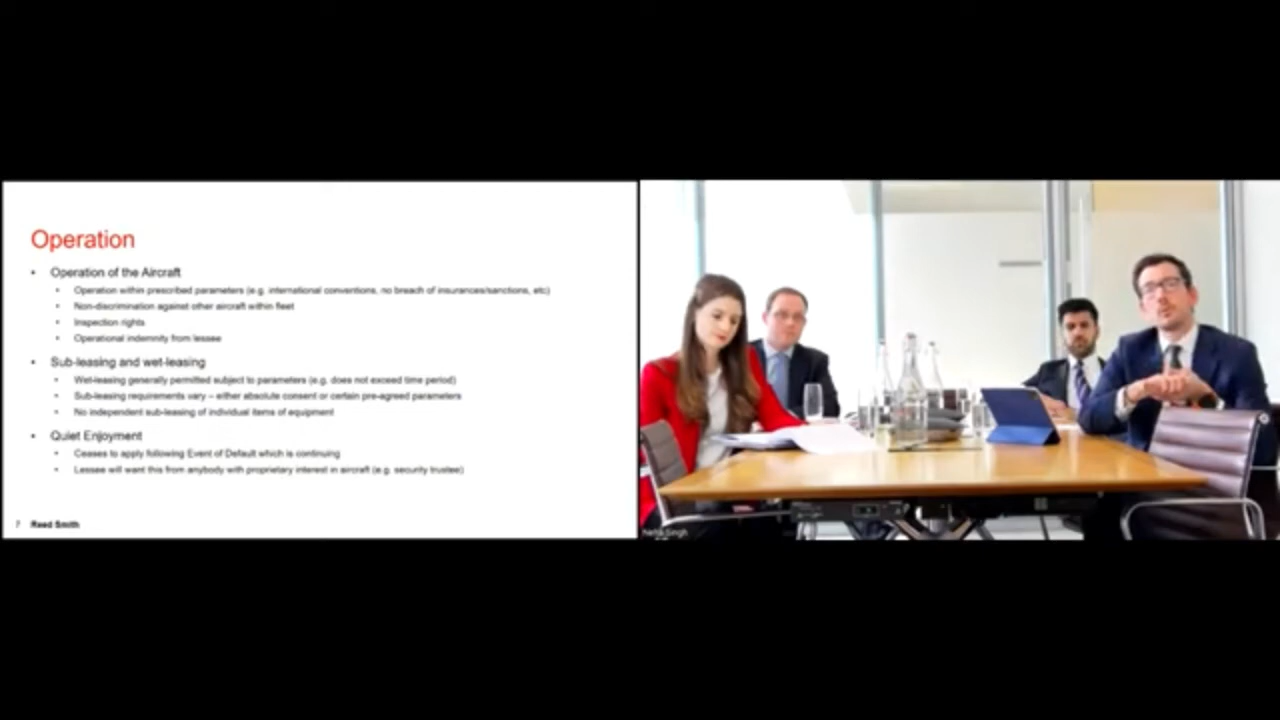 Operation
• Operation of the Aircraft
• Operation within prescribed parameters (e.g. international conventions, no breach of insurances/sanctions, etc)
• Non-discrimination against other aircraft within fleet
• Inspection rights
• Operational indemnity from lessee
• Sub-leasing and wet-leasing
• Wet-leasing generally permitted subject to parameters (e.g. does not exceed time period)
• Sub-leasing requirements vary – either absolute consent or certain pre-agreed parameters
• No independent sub-leasing of individual items of equipment
• Quiet Enjoyment
• Ceases to apply following Event of Default which is continuing
• Lessee will want this from anybody with proprietary interest in aircraft (e.g. security trustee)
7 Reed Smith
Singh